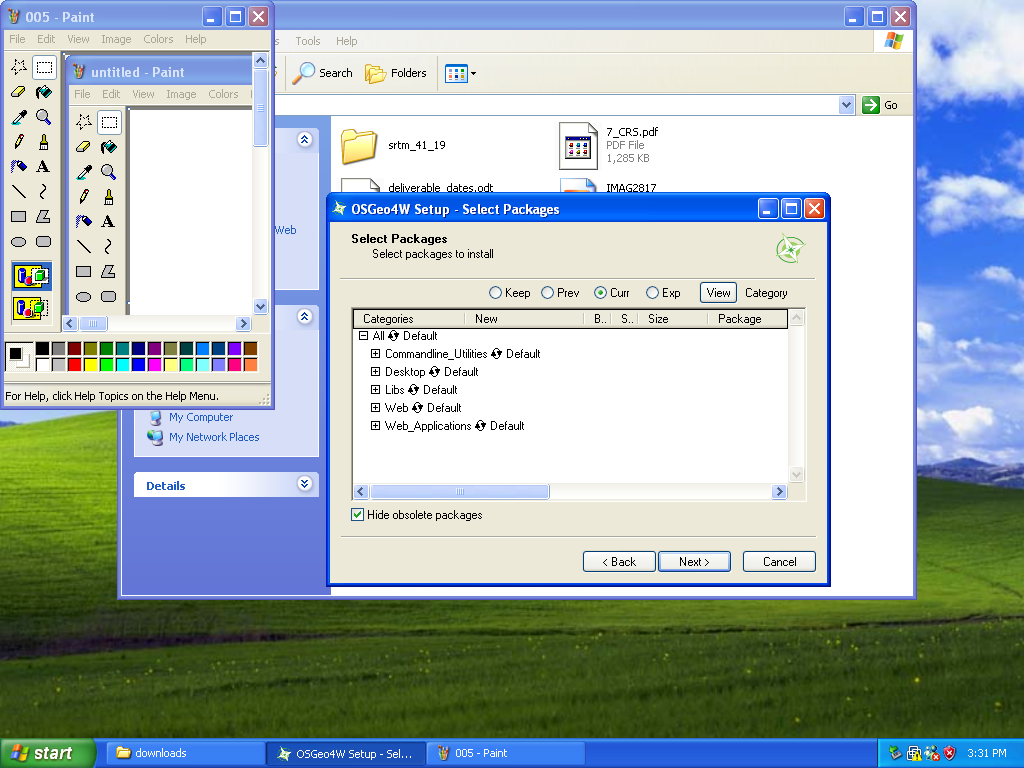 005 - Paint
File Edit View Image Colors Help
untitled - Paint
File Edit View Image Colors
For Help, click Help Topics on the Help Menu.
Tools Help
Search Folders
Go
srtm_41_19
7_CRS.pdf
PDF File
1,285 KB
deliverable_dates.odt
IMAG2817
Web
My Computer
My Network Places
Details
OSGeo4W Setup - Select Packages
Select Packages
Select packages to install
Keep Prev Curr Exp View Category
Categories New B.. S.. Size Package
All Default
Commandline_Utilities Default
Desktop Default
Libs Default
Web Default
Web_Applications Default
Hide obsolete packages
< Back Next > Cancel
start downloads OSGeo4W Setup - Sel... 005 - Paint 3:31 PM